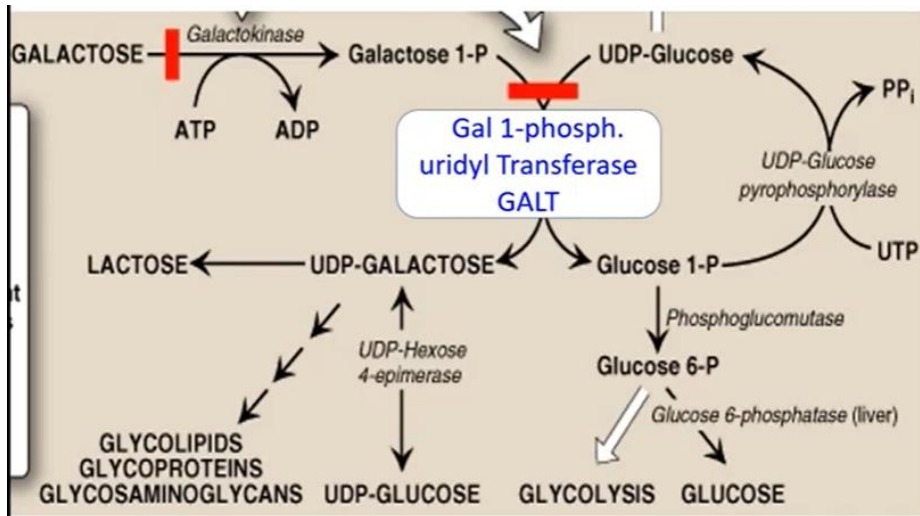 Galactokinase
GALACTOSE
Galactose 1-P
UDP-Glucose
PPi
ATP
ADP
Gal 1-phosph.
uridyl Transferase
GALT
UDP-Glucose
pyrophosphorylase
UTP
LACTOSE
UDP-GALACTOSE
Glucose 1-P
Phosphoglucomutase
UDP-Hexose
4-epimerase
Glucose 6-P
Glucose 6-phosphatase (liver)
GLYCOLIPIDS
GLYCOPROTEINS
GLYCOSAMINOGLYCANS
UDP-GLUCOSE
GLYCOLYSIS
GLUCOSE